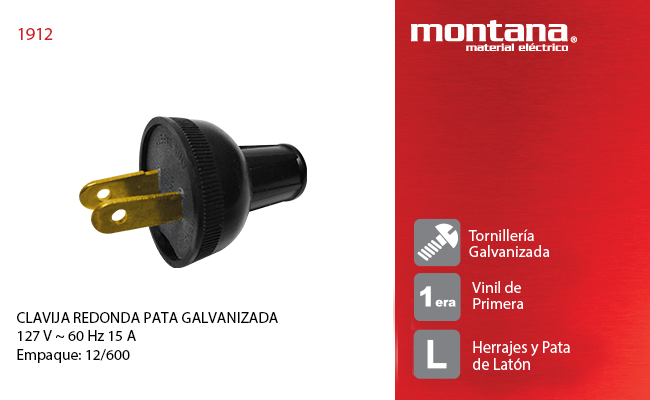 1912
CLAVIJA REDONDA PATA GALVANIZADA
127 V ~ 60 Hz 15 A
Empaque: 12/600
montana®
material eléctrico
Tornillería
Galvanizada
1era
Vinil de
Primera
L
Herrajes y Pata
de Latón